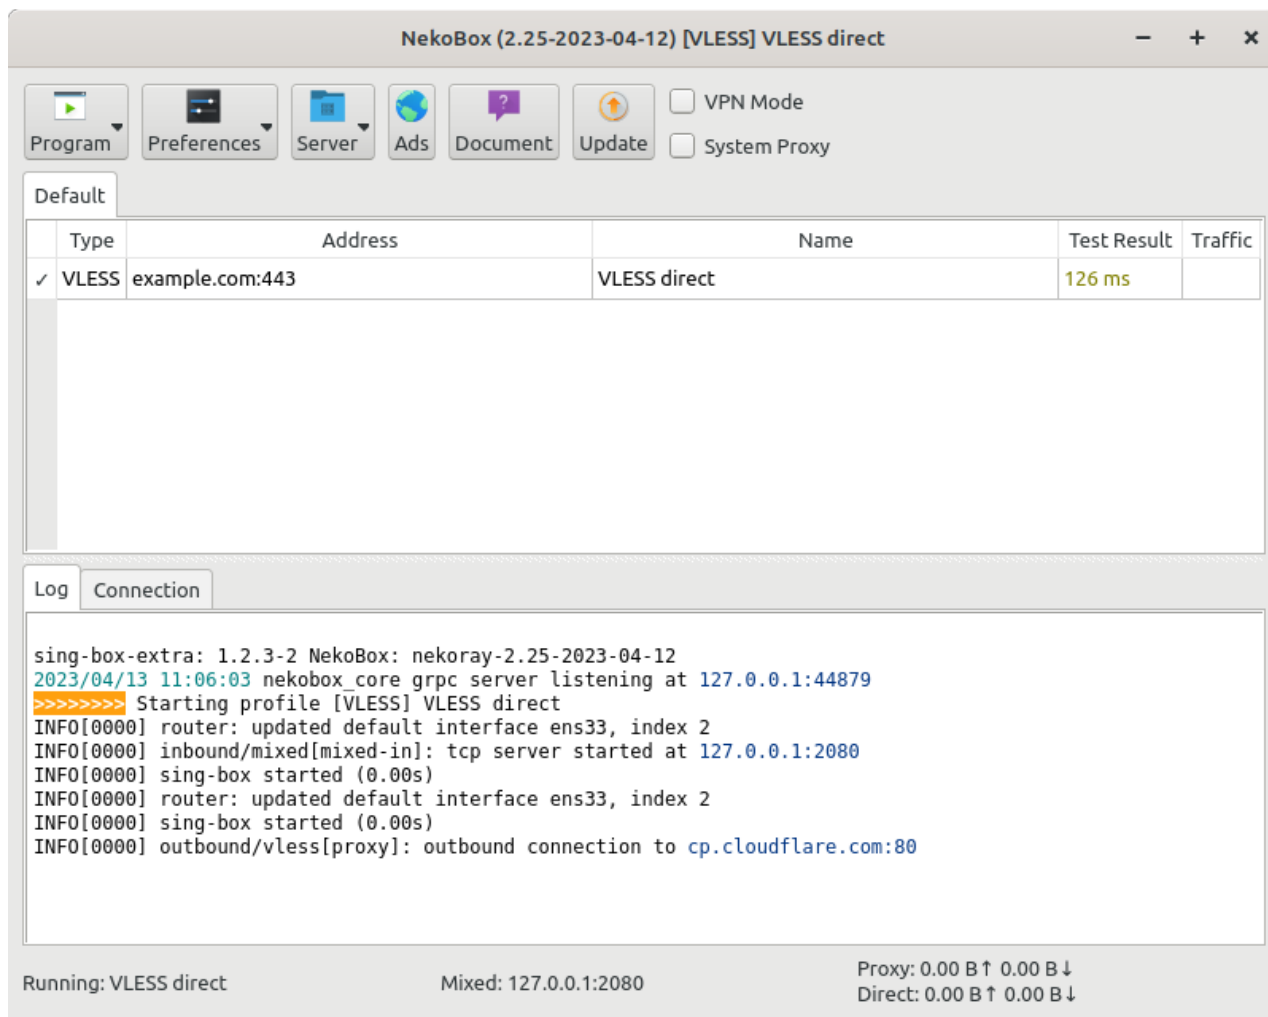 NekoBox (2.25-2023-04-12) [VLESS] VLESS direct
Program Preferences Server Ads Document Update
VPN Mode
System Proxy
Default
Type Address Name Test Result Traffic
✓ VLESS example.com:443 VLESS direct 126 ms
Log Connection
sing-box-extra: 1.2.3-2 NekoBox: nekoray-2.25-2023-04-12
2023/04/13 11:06:03 nekobox_core grpc server listening at 127.0.0.1:44879
>>>>>>>> Starting profile [VLESS] VLESS direct
INFO[0000] router: updated default interface ens33, index 2
INFO[0000] inbound/mixed[mixed-in]: tcp server started at 127.0.0.1:2080
INFO[0000] sing-box started (0.00s)
INFO[0000] router: updated default interface ens33, index 2
INFO[0000] sing-box started (0.00s)
INFO[0000] outbound/vless[proxy]: outbound connection to cp.cloudflare.com:80
Running: VLESS direct
Mixed: 127.0.0.1:2080
Proxy: 0.00 B↑ 0.00 B↓
Direct: 0.00 B↑ 0.00 B↓